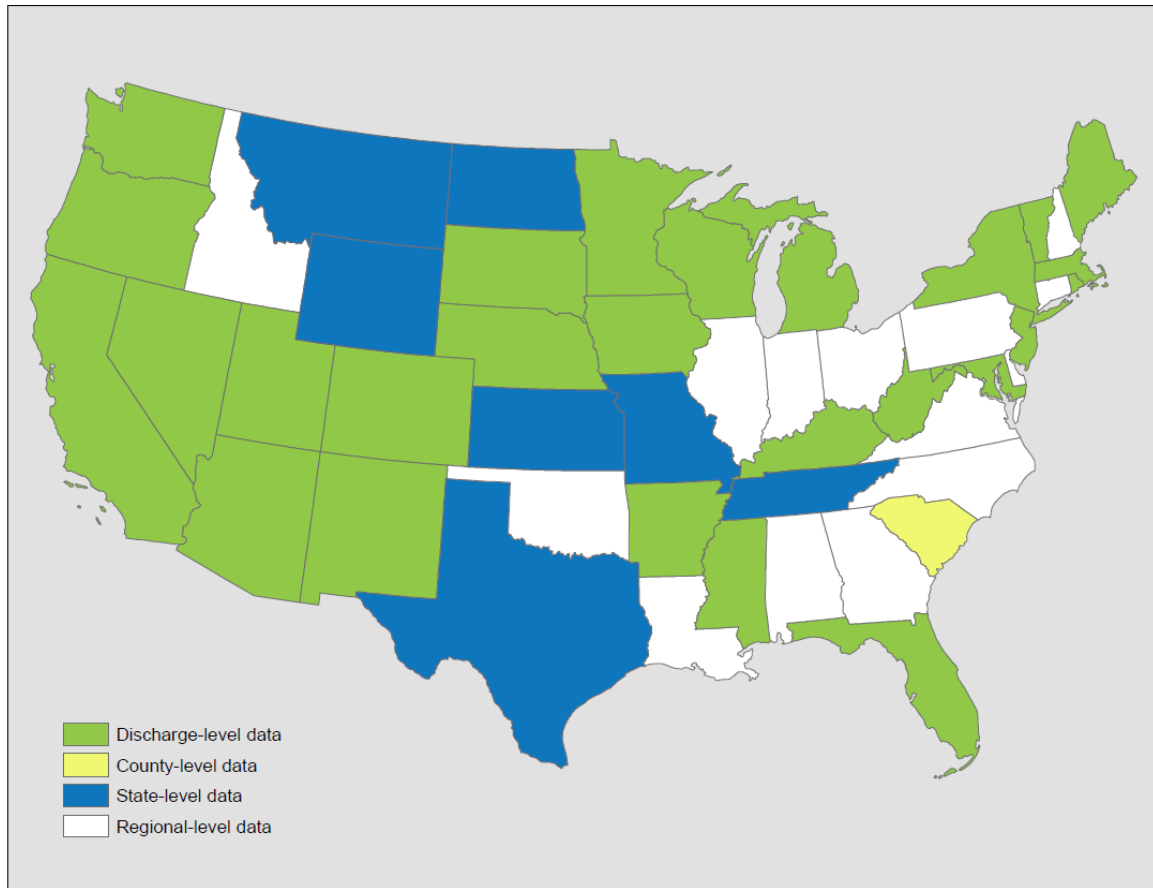 Discharge-level data
County-level data
State-level data
Regional-level data